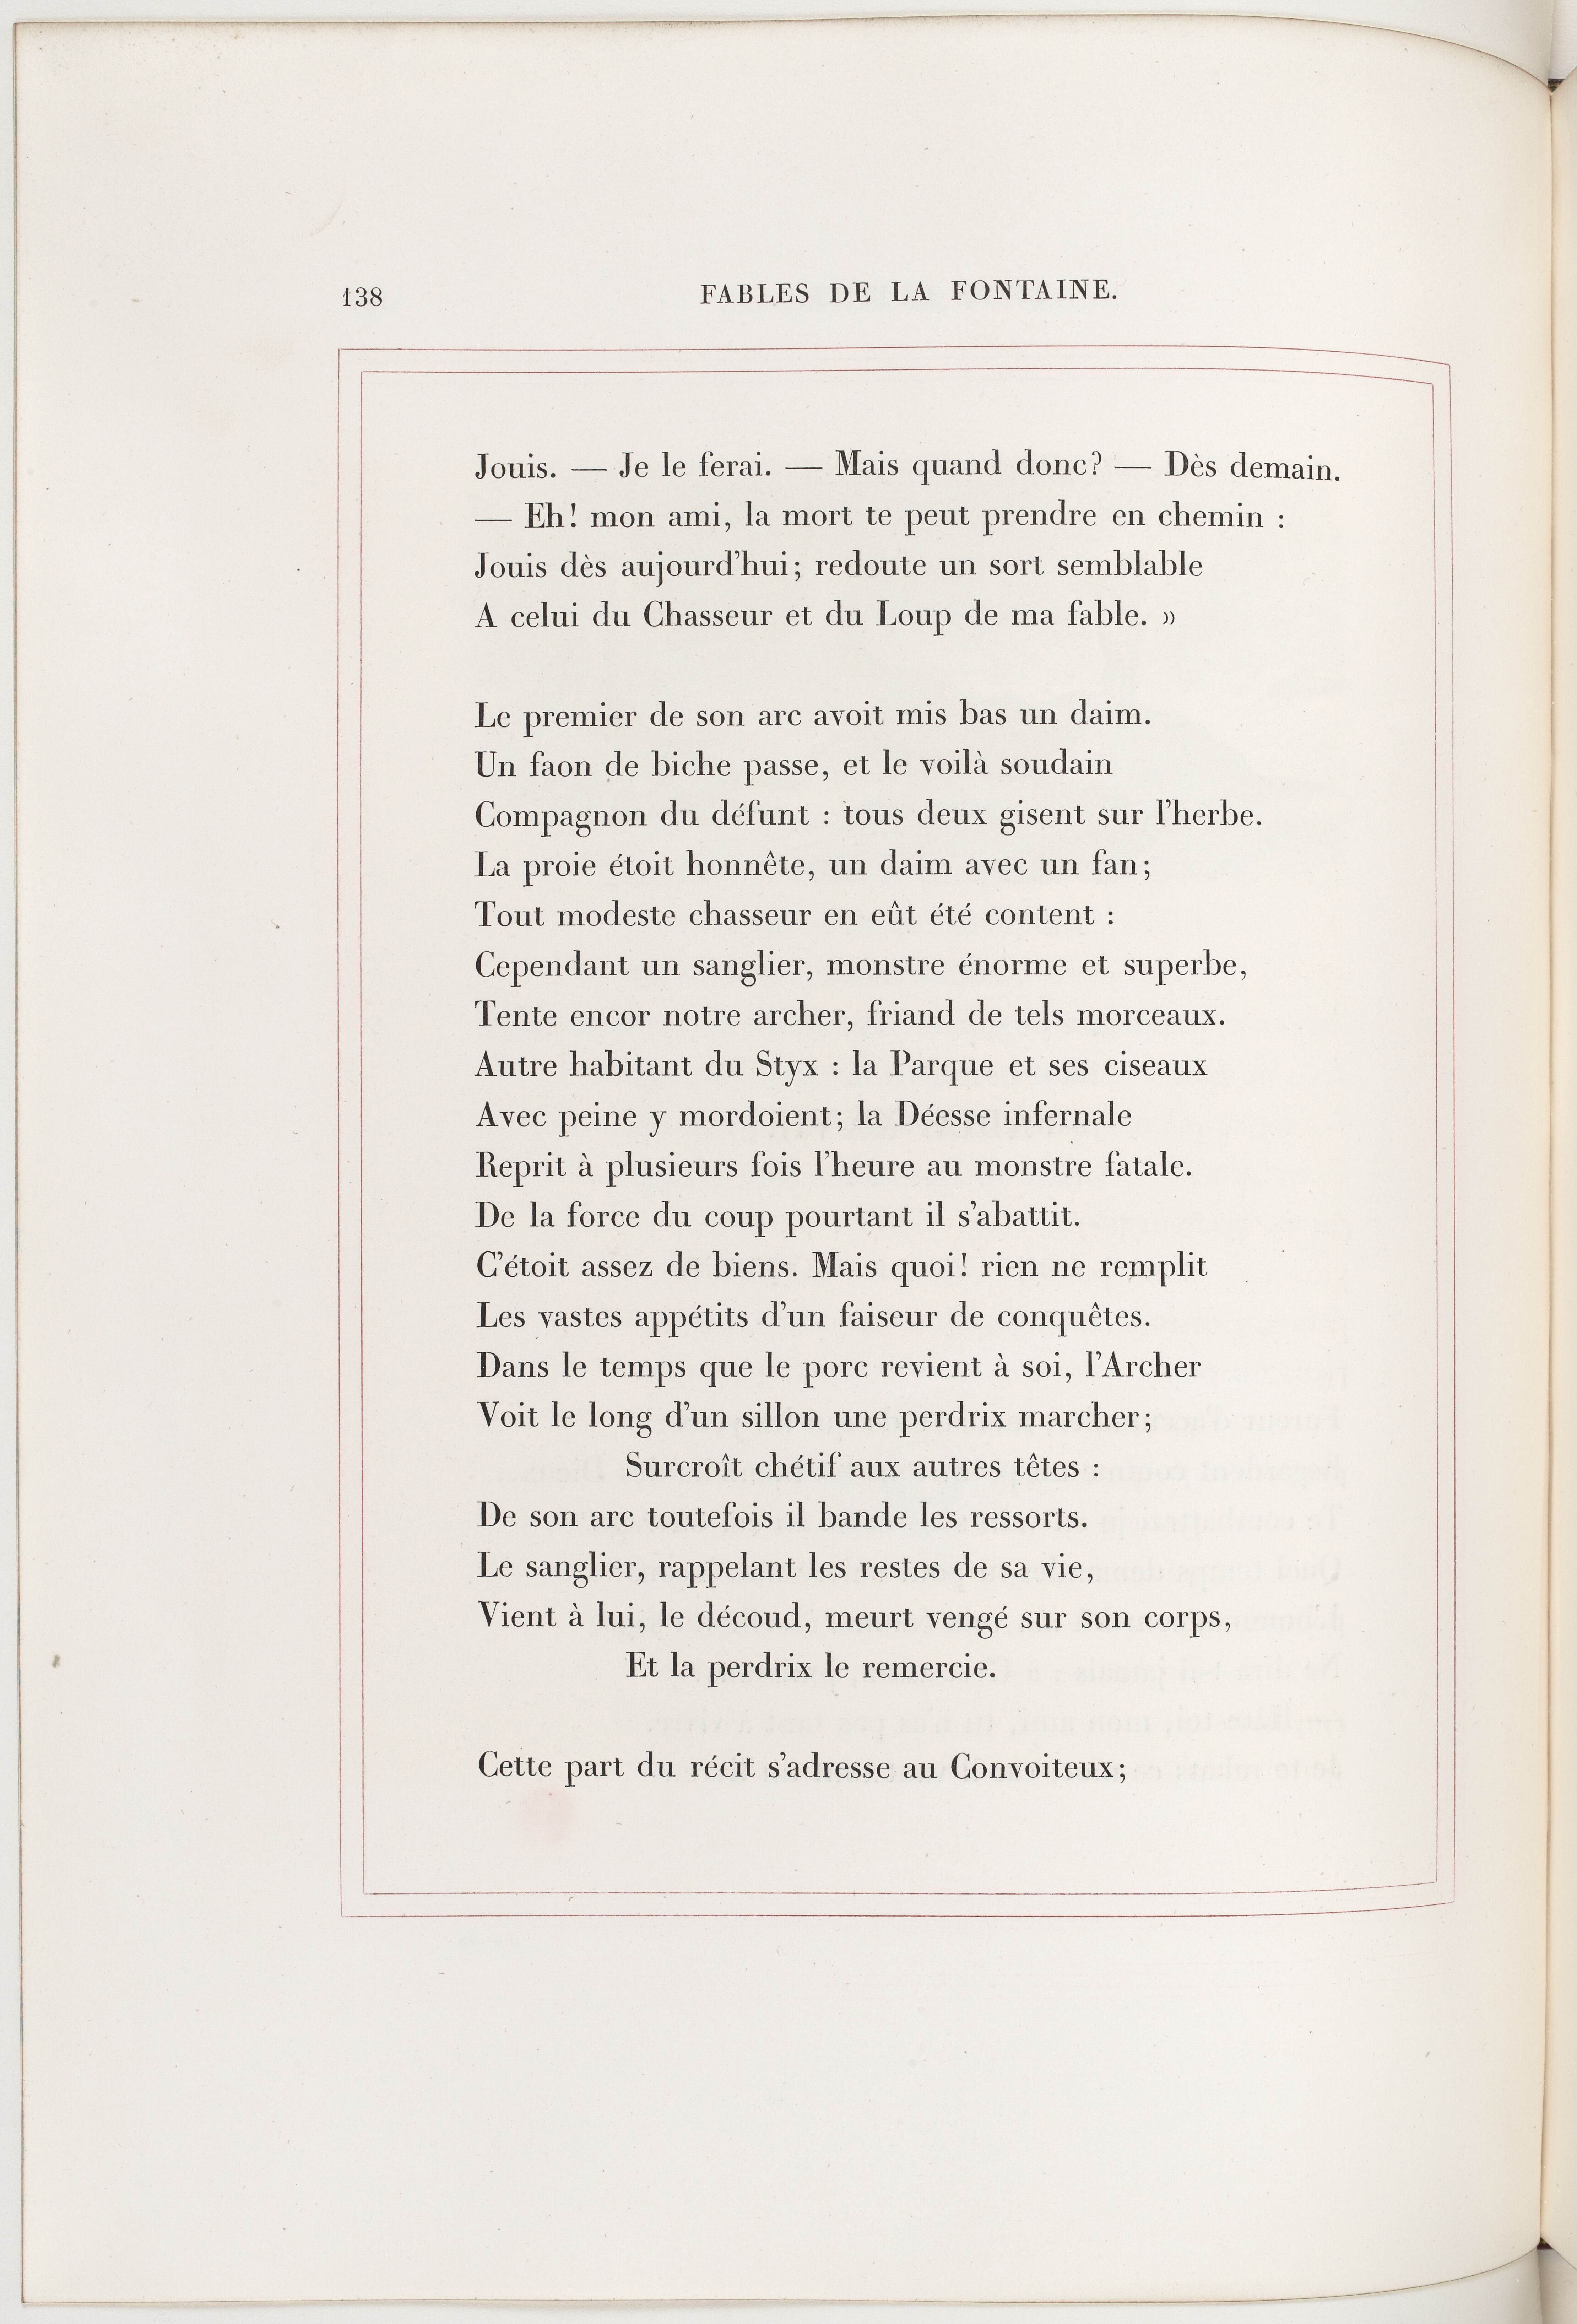 138
FABLES DE LA FONTAINE.
Jouis. — Je le ferai. — Mais quand donc? — Dès demain.
— Eh! mon ami, la mort te peut prendre en chemin :
Jouis dès aujourd'hui; redoute un sort semblable
A celui du Chasseur et du Loup de ma fable. »
Le premier de son arc avoit mis bas un daim.
Un faon de biche passe, et le voilà soudain
Compagnon du défunt : tous deux gisent sur l'herbe.
La proie étoit honnête, un daim avec un fan;
Tout modeste chasseur en eût été content :
Cependant un sanglier, monstre énorme et superbe,
Tente encor notre archer, friand de tels morceaux.
Autre habitant du Styx : la Parque et ses ciseaux
Avec peine y mordoient; la Déesse infernale
Reprit à plusieurs fois l'heure au monstre fatale.
De la force du coup pourtant il s'abattit.
C'étoit assez de biens. Mais quoi! rien ne remplit
Les vastes appétits d'un faiseur de conquêtes.
Dans le temps que le porc revient à soi, l'Archer
Voit le long d'un sillon une perdrix marcher;
Surcroît chétif aux autres têtes :
De son arc toutefois il bande les ressorts.
Le sanglier, rappelant les restes de sa vie,
Vient à lui, le découd, meurt vengé sur son corps,
Et la perdrix le remercie.
Cette part du récit s'adresse au Convoiteux;